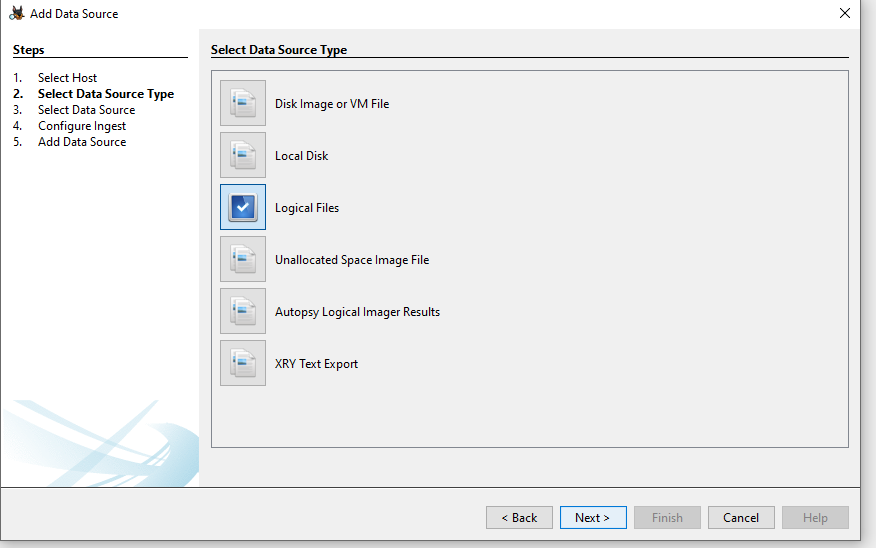 Add Data Source
Steps
1. Select Host
2. Select Data Source Type
3. Select Data Source
4. Configure Ingest
5. Add Data Source
Select Data Source Type
Disk Image or VM File
Local Disk
Logical Files
Unallocated Space Image File
Autopsy Logical Imager Results
XRY Text Export
< Back Next > Finish Cancel Help